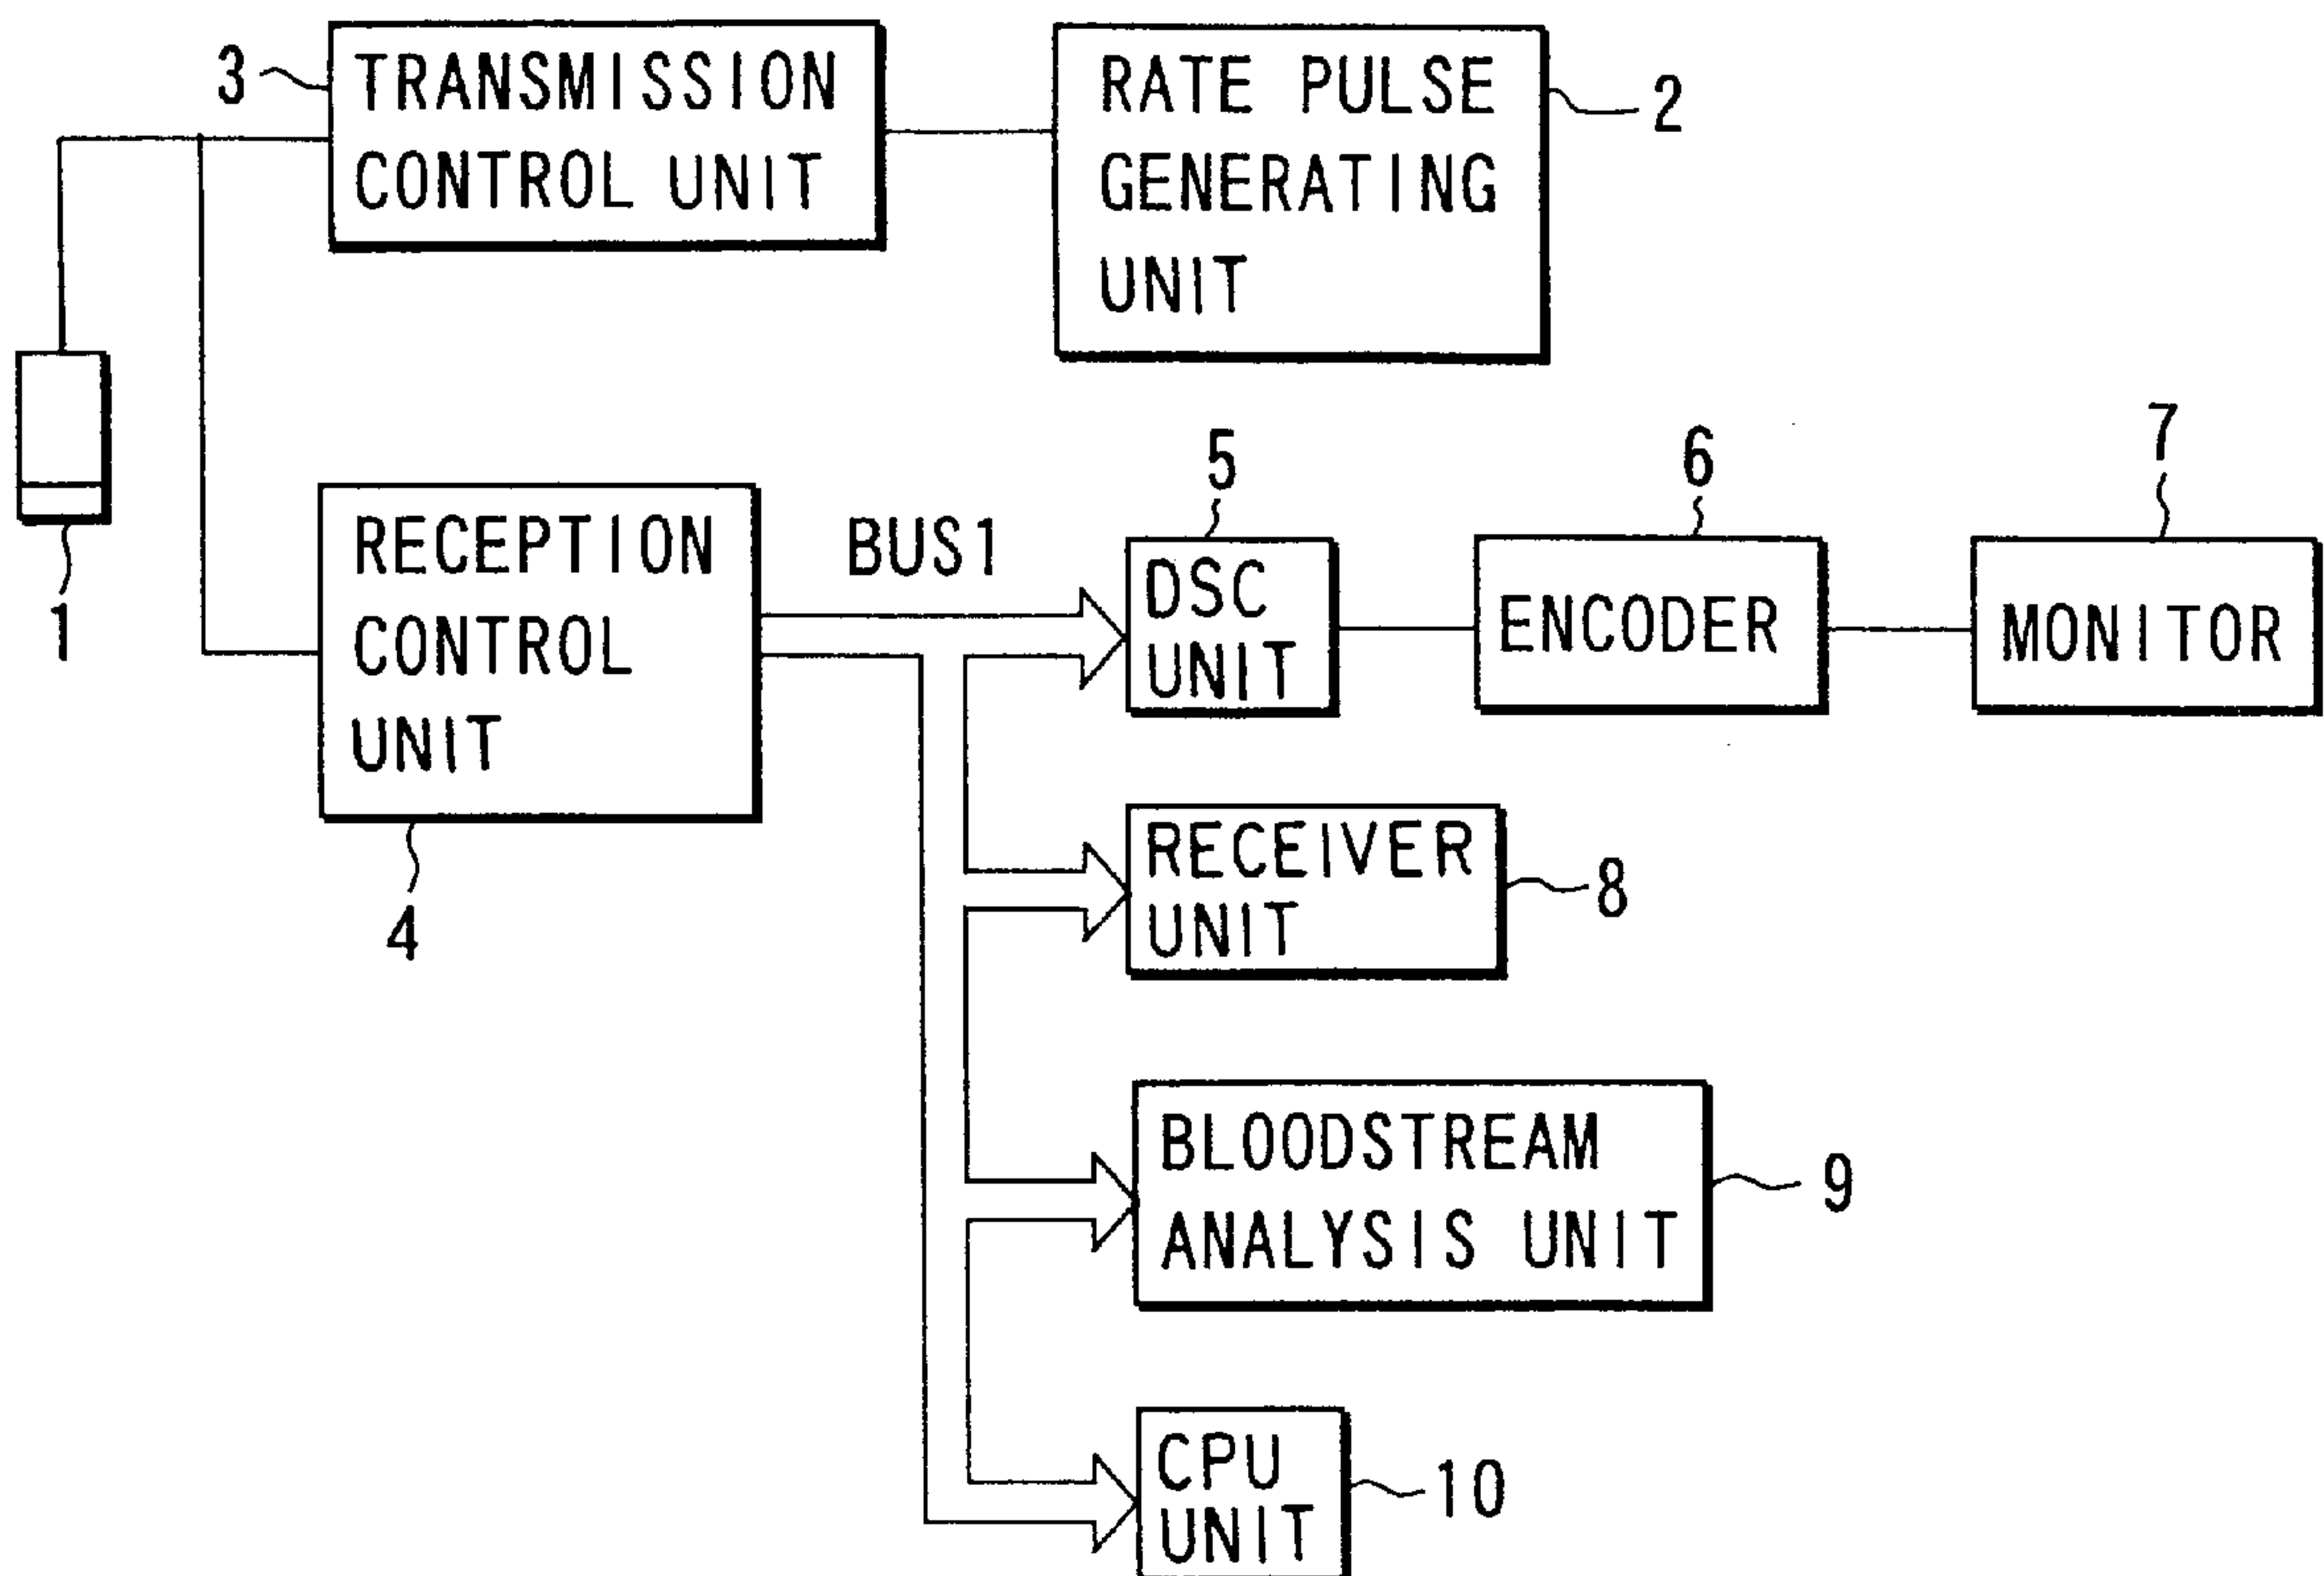 3
TRANSMISSION
CONTROL UNIT
RATE PULSE
GENERATING
UNIT
2
1
RECEPTION
CONTROL
UNIT
4
BUS1
5
DSC
UNIT
6
ENCODER
7
MONITOR
RECEIVER
UNIT
8
BLOODSTREAM
ANALYSIS UNIT
9
CPU
UNIT
10